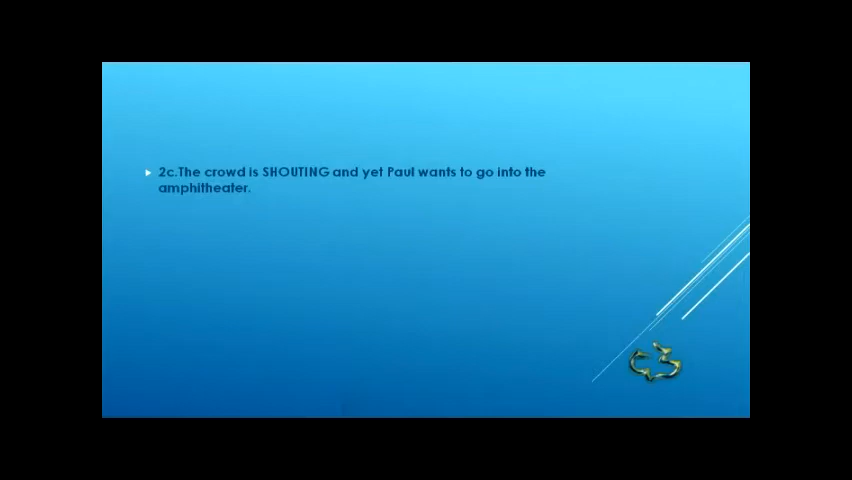 2c.The crowd is SHOUTING and yet Paul wants to go into the
amphitheater.